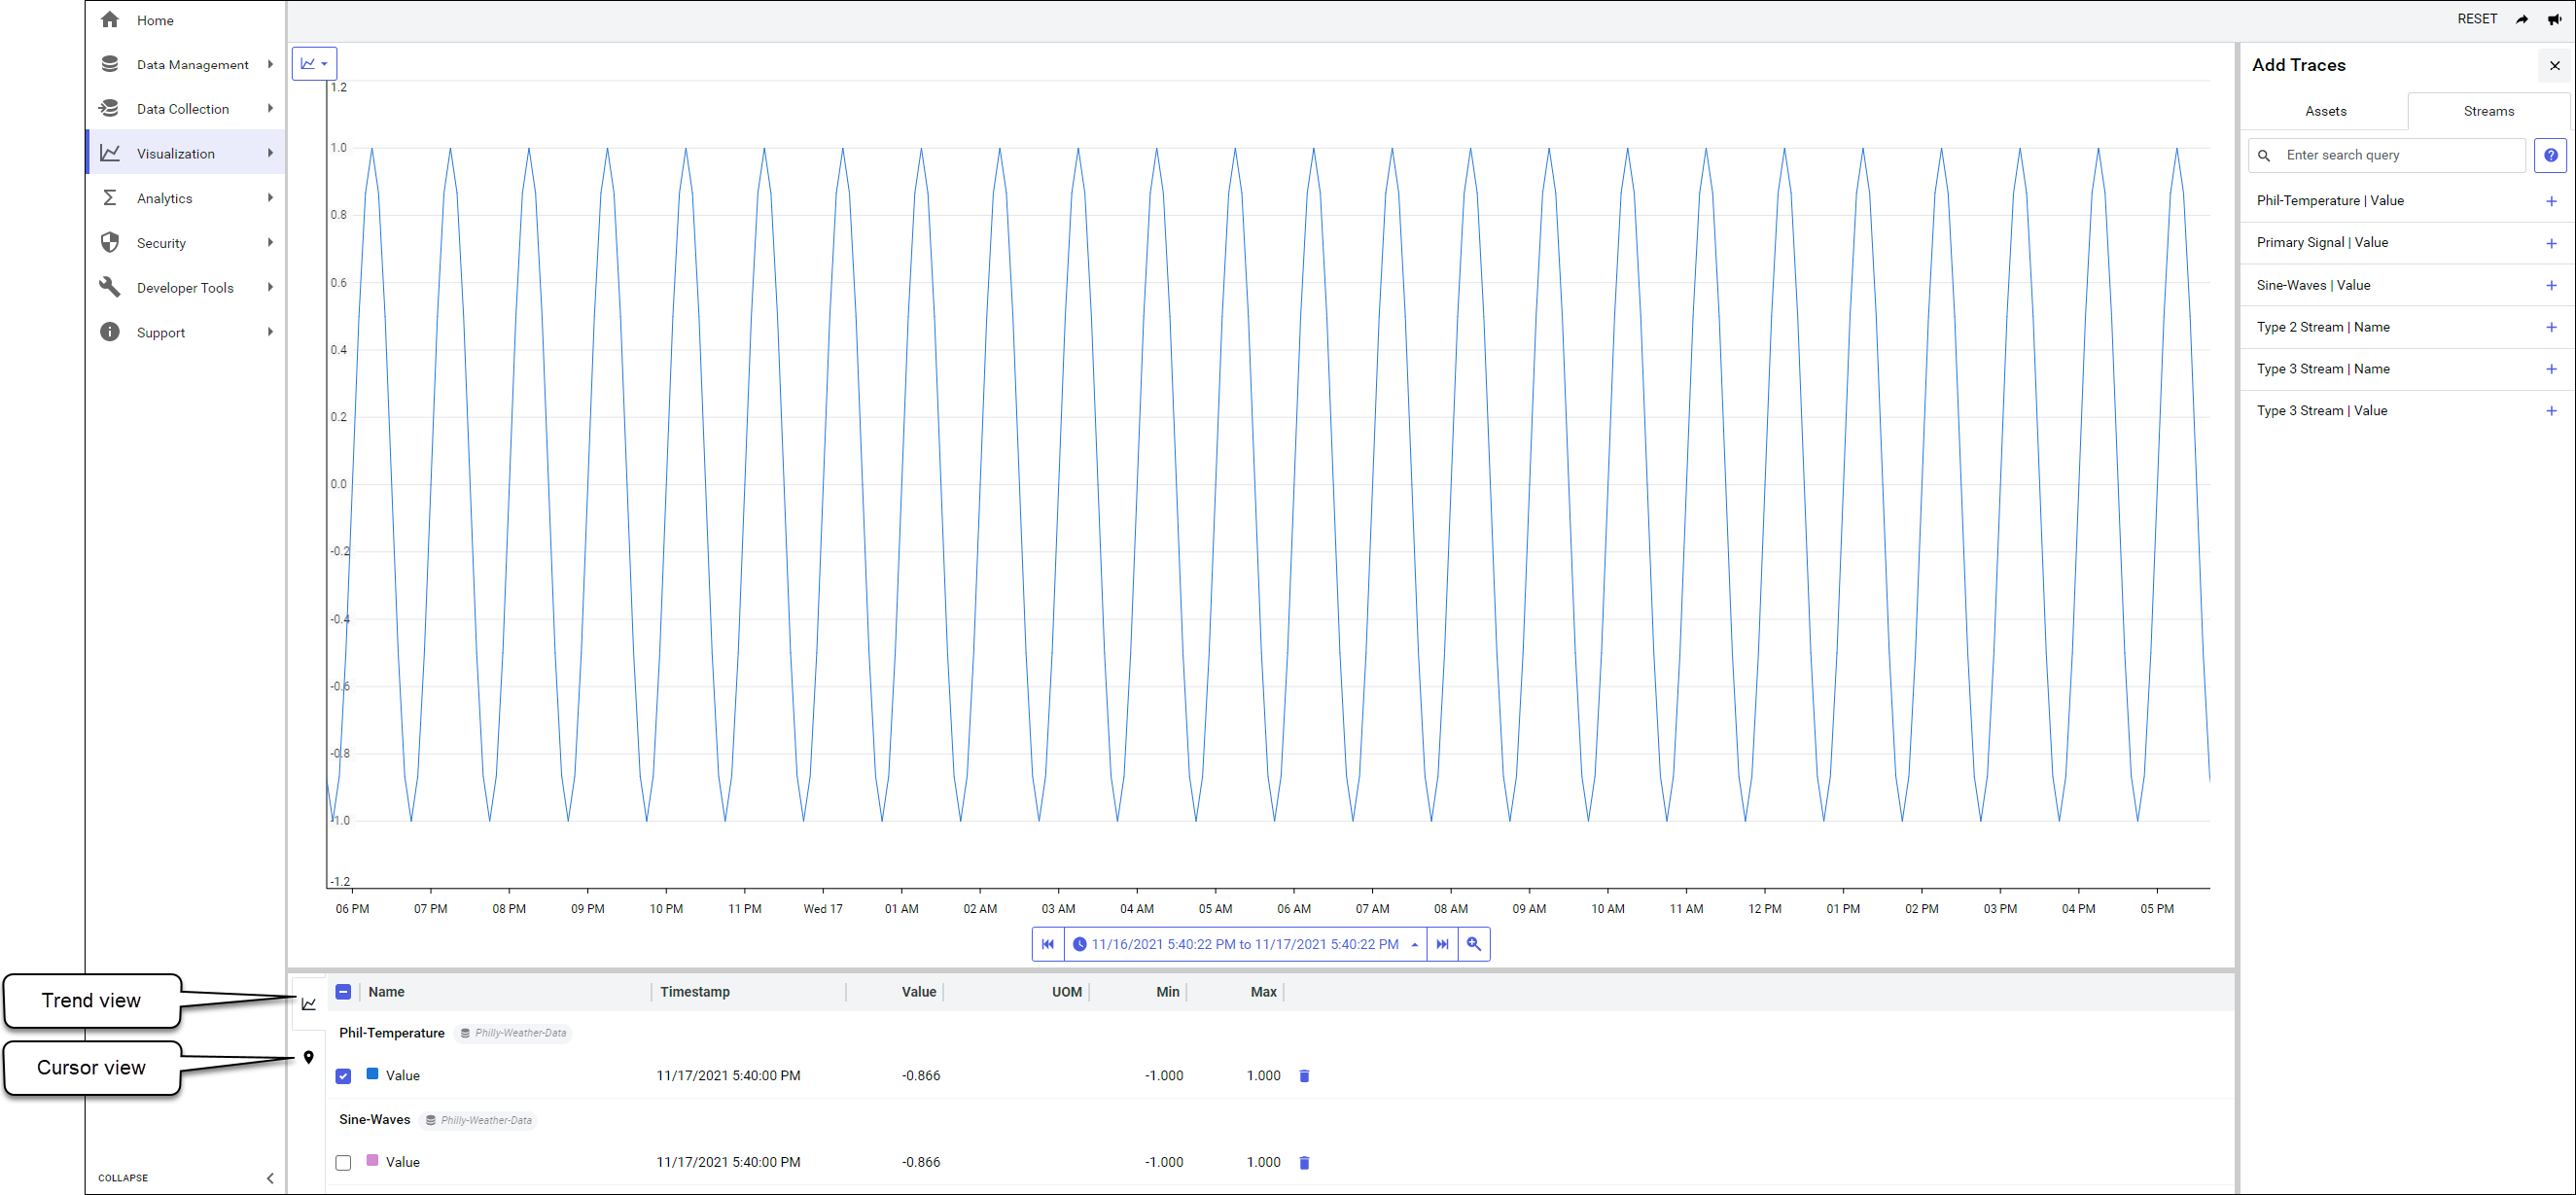 Home
Data Management
Data Collection
Visualization
Analytics
Security
Developer Tools
Support
COLLAPSE
RESET
1.2
1.0
0.8
0.6
0.4
0.2
0.0
-0.2
-0.4
-0.6
-0.8
-1.0
-1.2
06 PM 07 PM 08 PM 09 PM 10 PM 11 PM Wed 17 01 AM 02 AM 03 AM 04 AM 05 AM 06 AM 07 AM 08 AM 09 AM 10 AM 11 AM 12 PM 01 PM 02 PM 03 PM 04 PM 05 PM
11/16/2021 5:40:22 PM to 11/17/2021 5:40:22 PM
Trend view
Cursor view
Name Timestamp Value UOM Min Max
Phil-Temperature Philly-Weather-Data
Value 11/17/2021 5:40:00 PM -0.866 -1.000 1.000
Sine-Waves Philly-Weather-Data
Value 11/17/2021 5:40:00 PM -0.866 -1.000 1.000
Add Traces
Assets Streams
Enter search query
Phil-Temperature | Value
Primary Signal | Value
Sine-Waves | Value
Type 2 Stream | Name
Type 3 Stream | Name
Type 3 Stream | Value